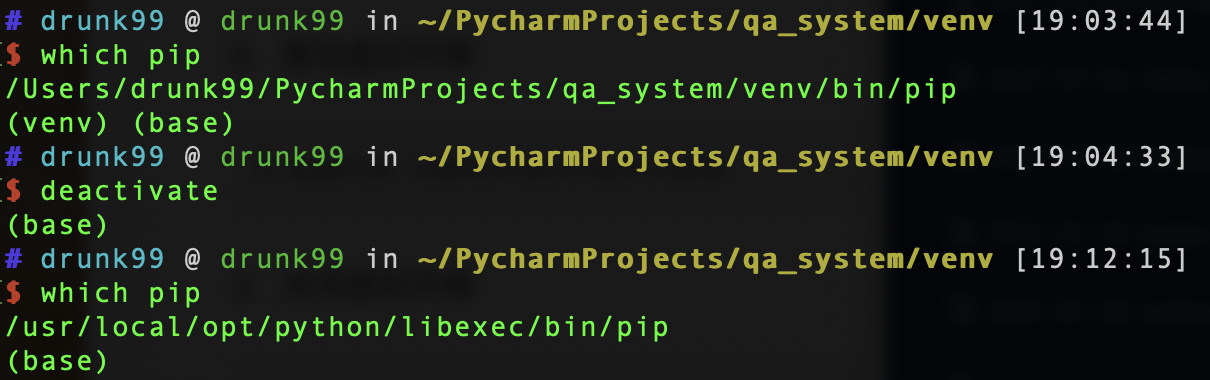 # drunk99 @ drunk99 in ~/PycharmProjects/qa_system/venv [19:03:44]
$ which pip
/Users/drunk99/PycharmProjects/qa_system/venv/bin/pip
(venv) (base)
# drunk99 @ drunk99 in ~/PycharmProjects/qa_system/venv [19:04:33]
$ deactivate
(base)
# drunk99 @ drunk99 in ~/PycharmProjects/qa_system/venv [19:12:15]
$ which pip
/usr/local/opt/python/libexec/bin/pip
(base)